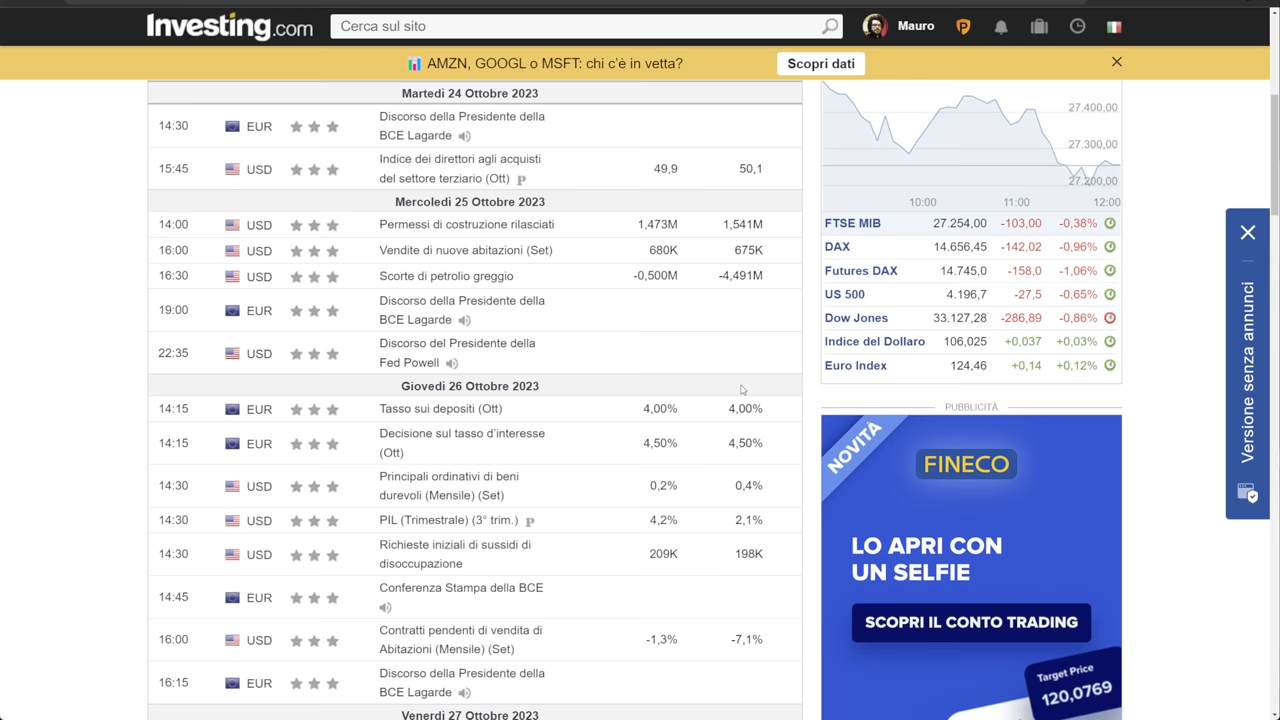 Investing.com
Cerca sul sito
Mauro
AMZN, GOOGL o MSFT: chi c'è in vetta?
Scopri dati
Martedì 24 Ottobre 2023
14:30 EUR Discorso della Presidente della
BCE Lagarde
15:45 USD Indice dei direttori agli acquisti
del settore terziario (Ott) P 49,9 50,1
Mercoledì 25 Ottobre 2023
14:00 USD Permessi di costruzione rilasciati 1,473M 1,541M
16:00 USD Vendite di nuove abitazioni (Set) 680K 675K
16:30 USD Scorte di petrolio greggio -0,500M -4,491M
19:00 EUR Discorso della Presidente della
BCE Lagarde
22:35 USD Discorso del Presidente della
Fed Powell
Giovedì 26 Ottobre 2023
14:15 EUR Tasso sui depositi (Ott) 4,00% 4,00%
14:15 EUR Decisione sul tasso d'interesse
(Ott) 4,50% 4,50%
14:30 USD Principali ordinativi di beni
durevoli (Mensile) (Set) 0,2% 0,4%
14:30 USD PIL (Trimestrale) (3° trim.) P 4,2% 2,1%
14:30 USD Richieste iniziali di sussidi di
disoccupazione 209K 198K
14:45 EUR Conferenza Stampa della BCE
16:00 USD Contratti pendenti di vendita di
Abitazioni (Mensile) (Set) -1,3% -7,1%
16:15 EUR Discorso della Presidente della
BCE Lagarde
Venerdì 27 Ottobre 2023
27.400,00
27.300,00
27.200,00
10:00 11:00 12:00
FTSE MIB 27.254,00 -103,00 -0,38%
DAX 14.656,45 -142,02 -0,96%
Futures DAX 14.745,0 -158,0 -1,06%
US 500 4.196,7 -27,5 -0,65%
Dow Jones 33.127,28 -286,89 -0,86%
Indice del Dollaro 106,025 +0,037 +0,03%
Euro Index 124,46 +0,14 +0,12%
PUBBLICITÀ
NOVITÀ
FINECO
LO APRI CON
UN SELFIE
SCOPRI IL CONTO TRADING
Target Price
120,0769
Versione senza annunci